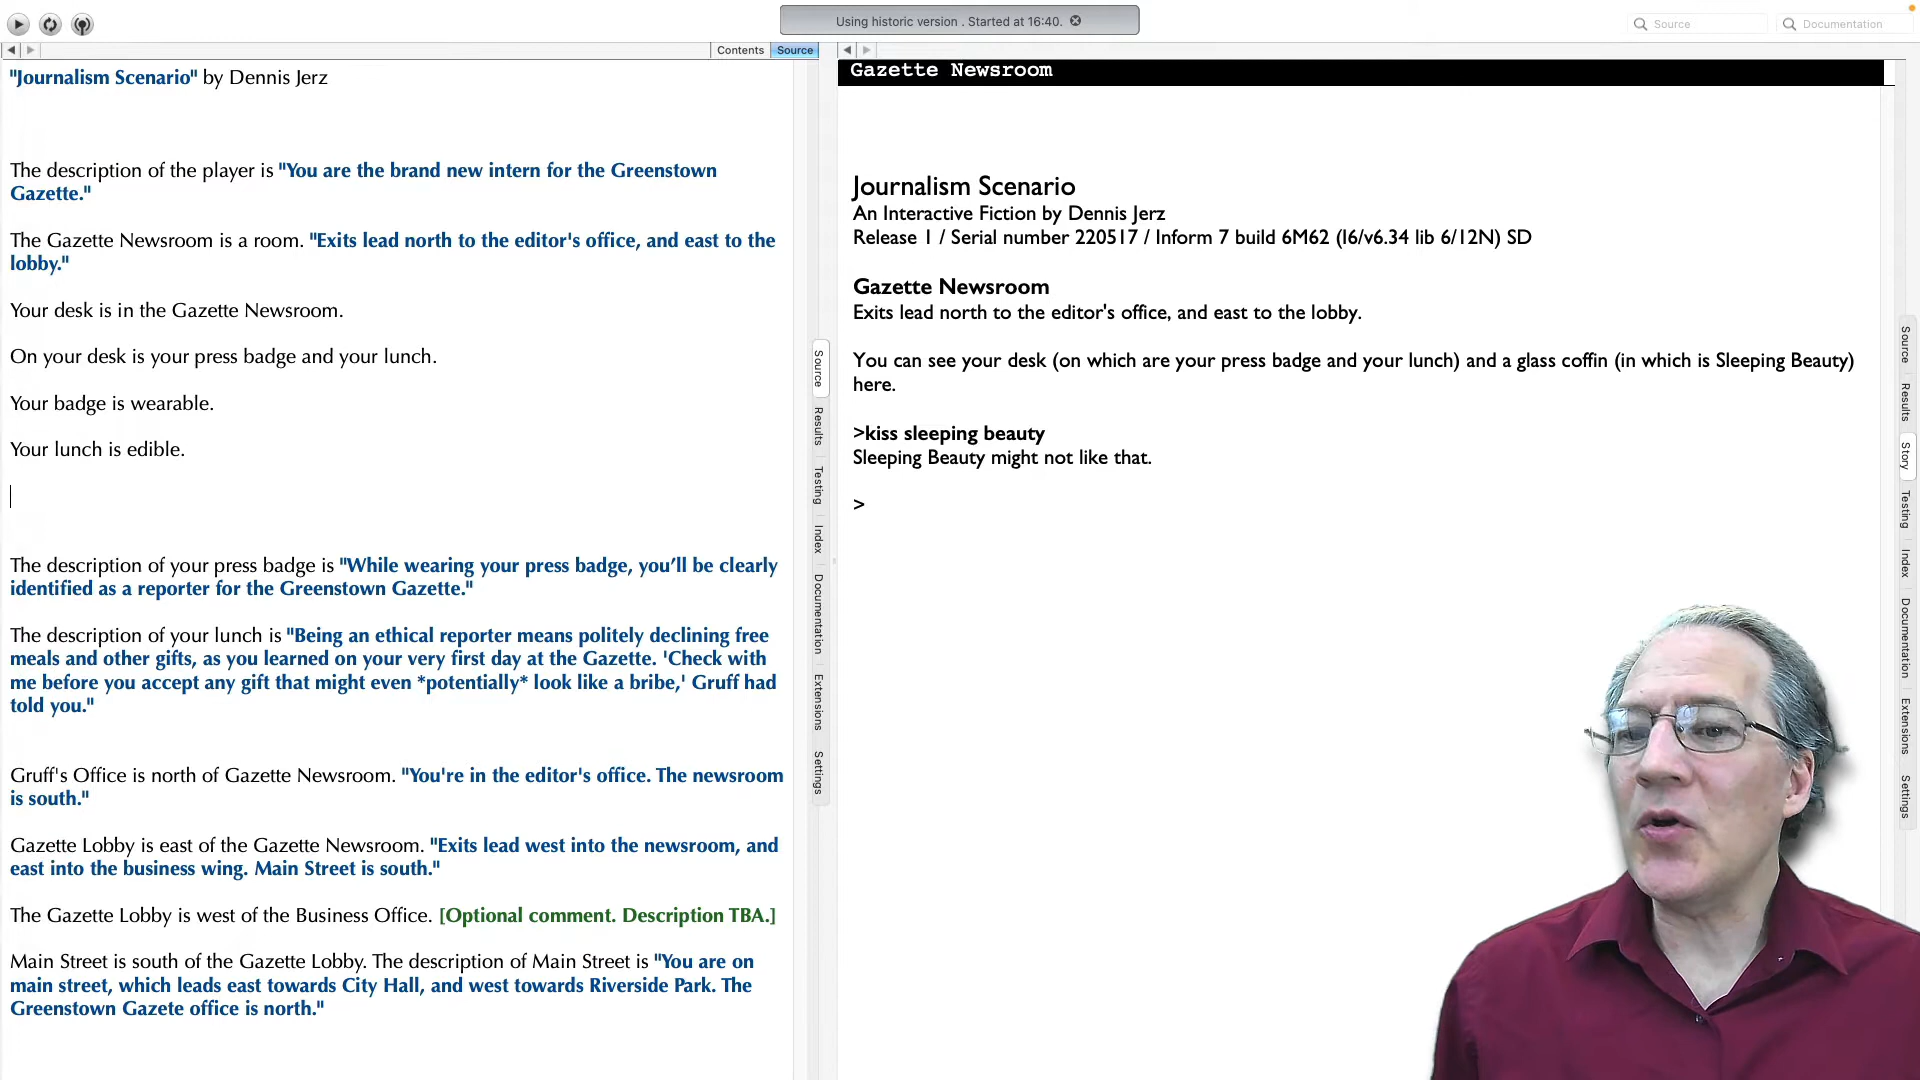 Using historic version . Started at 16:40.
Source
Documentation
Contents
Source
"Journalism Scenario" by Dennis Jerz
The description of the player is "You are the brand new intern for the Greenstown
Gazette."
The Gazette Newsroom is a room. "Exits lead north to the editor's office, and east to the
lobby."
Your desk is in the Gazette Newsroom.
On your desk is your press badge and your lunch.
Your badge is wearable.
Your lunch is edible.
The description of your press badge is "While wearing your press badge, you’ll be clearly
identified as a reporter for the Greenstown Gazette."
The description of your lunch is "Being an ethical reporter means politely declining free
meals and other gifts, as you learned on your very first day at the Gazette. 'Check with
me before you accept any gift that might even *potentially* look like a bribe,' Gruff had
told you."
Gruff's Office is north of Gazette Newsroom. "You're in the editor's office. The newsroom
is south."
Gazette Lobby is east of the Gazette Newsroom. "Exits lead west into the newsroom, and
east into the business wing. Main Street is south."
The Gazette Lobby is west of the Business Office. [Optional comment. Description TBA.]
Main Street is south of the Gazette Lobby. The description of Main Street is "You are on
main street, which leads east towards City Hall, and west towards Riverside Park. The
Greenstown Gazete office is north."
Source
Results
Testing
Index
Documentation
Extensions
Settings
Gazette Newsroom
Journalism Scenario
An Interactive Fiction by Dennis Jerz
Release 1 / Serial number 220517 / Inform 7 build 6M62 (I6/v6.34 lib 6/12N) SD
Gazette Newsroom
Exits lead north to the editor's office, and east to the lobby.
You can see your desk (on which are your press badge and your lunch) and a glass coffin (in which is Sleeping Beauty)
here.
>kiss sleeping beauty
Sleeping Beauty might not like that.
>
Source
Results
Story
Testing
Index
Documentation
Extensions
Settings